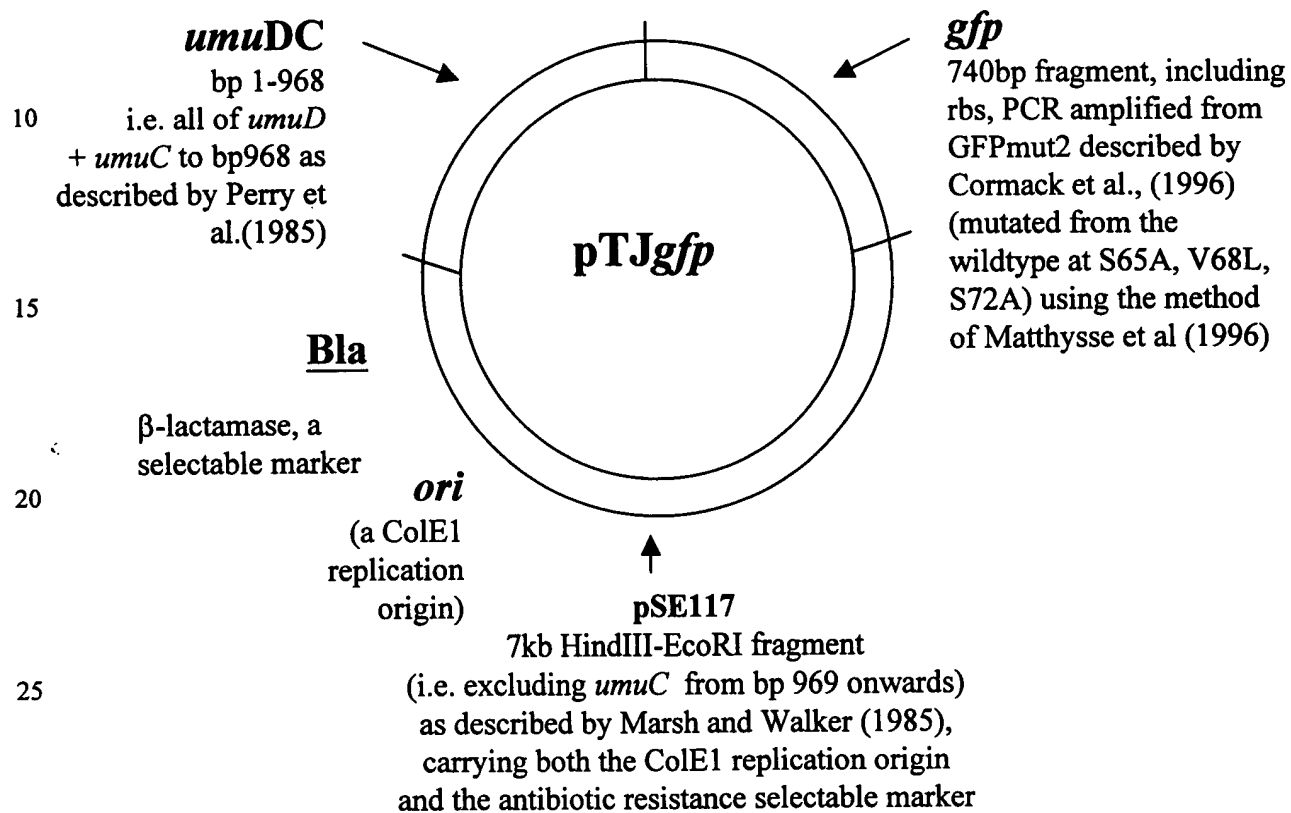 umuDC
bp 1-968
i.e. all of umuD
+ umuC to bp968 as
described by Perry et
al.(1985)
gfp
740bp fragment, including
rbs, PCR amplified from
GFPmut2 described by
Cormack et al., (1996)
(mutated from the
wildtype at S65A, V68L,
S72A) using the method
of Matthysse et al (1996)
pTJgfp
10
15
20
25
Bla
β-lactamase, a
selectable marker
ori
(a ColE1
replication
origin)
pSE117
7kb HindIII-EcoRI fragment
(i.e. excluding umuC from bp 969 onwards)
as described by Marsh and Walker (1985),
carrying both the ColE1 replication origin
and the antibiotic resistance selectable marker